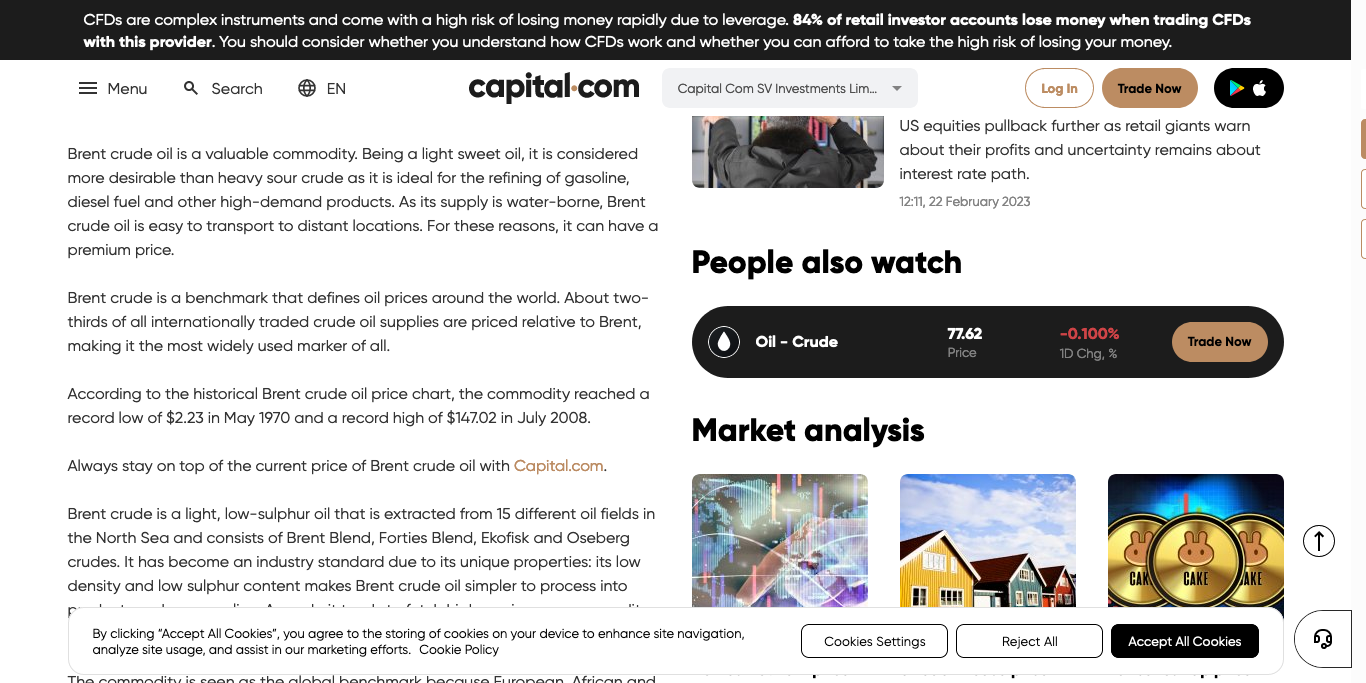 CFDs are complex instruments and come with a high risk of losing money rapidly due to leverage. 84% of retail investor accounts lose money when trading CFDs
with this provider. You should consider whether you understand how CFDs work and whether you can afford to take the high risk of losing your money.
Menu
Search
EN
capital.com
Capital Com SV Investments Lim...
Log In
Trade Now
Brent crude oil is a valuable commodity. Being a light sweet oil, it is considered
more desirable than heavy sour crude as it is ideal for the refining of gasoline,
diesel fuel and other high-demand products. As its supply is water-borne, Brent
crude oil is easy to transport to distant locations. For these reasons, it can have a
premium price.
Brent crude is a benchmark that defines oil prices around the world. About two-
thirds of all internationally traded crude oil supplies are priced relative to Brent,
making it the most widely used marker of all.
According to the historical Brent crude oil price chart, the commodity reached a
record low of $2.23 in May 1970 and a record high of $147.02 in July 2008.
Always stay on top of the current price of Brent crude oil with Capital.com.
Brent crude is a light, low-sulphur oil that is extracted from 15 different oil fields in
the North Sea and consists of Brent Blend, Forties Blend, Ekofisk and Oseberg
crudes. It has become an industry standard due to its unique properties: its low
density and low sulphur content makes Brent crude oil simpler to process into
The commodity is seen as the global benchmark because European, African and
US equities pullback further as retail giants warn
about their profits and uncertainty remains about
interest rate path.
12:11, 22 February 2023
People also watch
Oil - Crude
77.62
Price
-0.100%
1D Chg, %
Trade Now
Market analysis
CAKE
CAKE
AKE
By clicking “Accept All Cookies”, you agree to the storing of cookies on your device to enhance site navigation,
analyze site usage, and assist in our marketing efforts. Cookie Policy
Cookies Settings
Reject All
Accept All Cookies